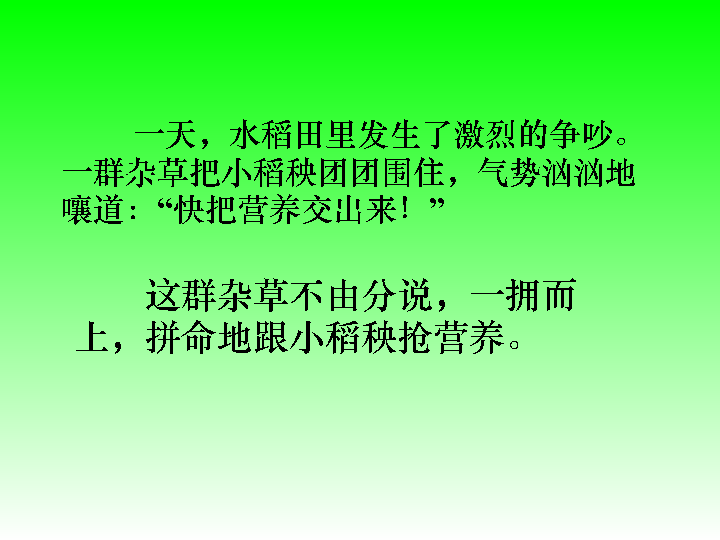 一天，水稻田里发生了激烈的争吵。
一群杂草把小稻秧团团围住，气势汹汹地
嚷道：“快把营养交出来！”
这群杂草不由分说，一拥而
上，拼命地跟小稻秧抢营养。